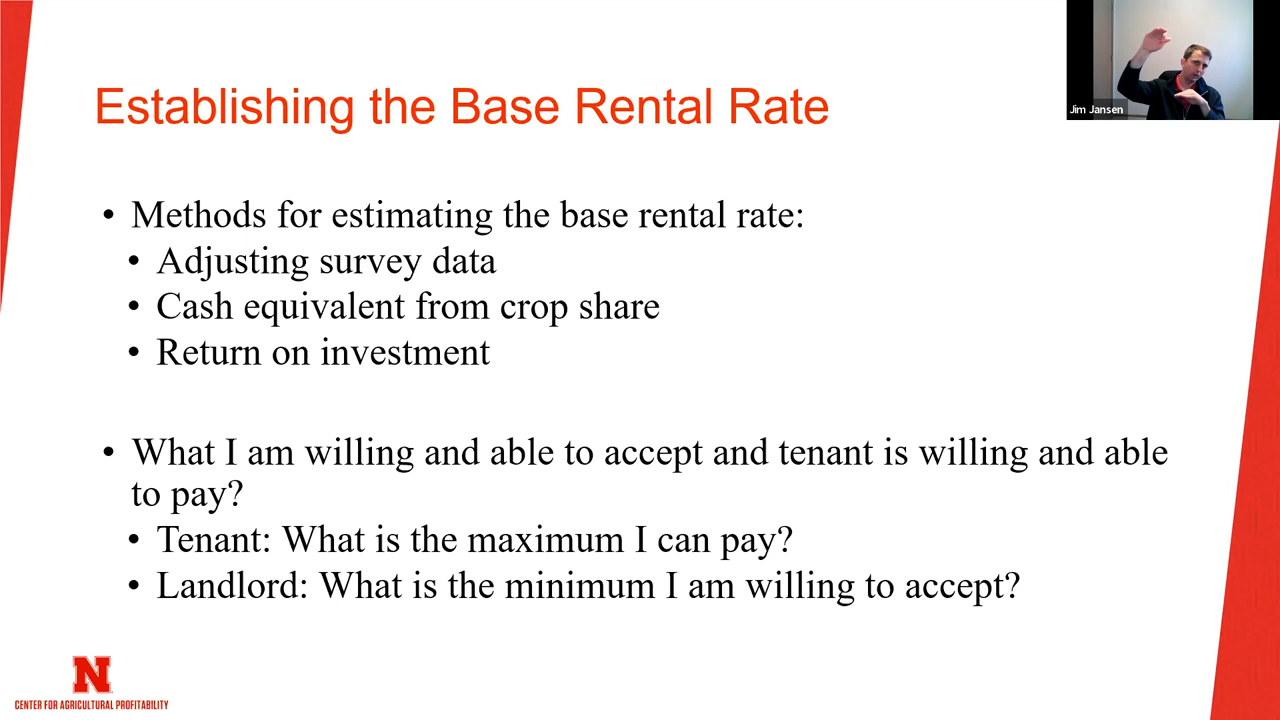 Establishing the Base Rental Rate
Jim Jansen
• Methods for estimating the base rental rate:
• Adjusting survey data
• Cash equivalent from crop share
• Return on investment
• What I am willing and able to accept and tenant is willing and able
to pay?
• Tenant: What is the maximum I can pay?
• Landlord: What is the minimum I am willing to accept?
N
CENTER FOR AGRICULTURAL PROFITABILITY